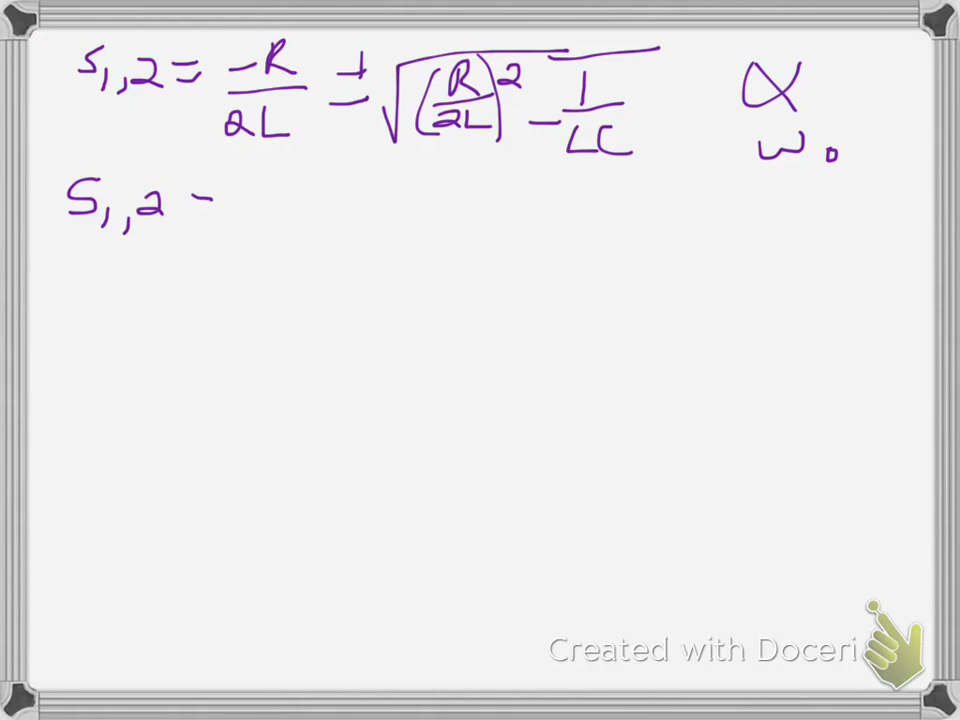 S₁,₂ = -R/2L ± √((R/2L)² - 1/LC) α
ω₀
S₁,₂ -
Created with Doceri